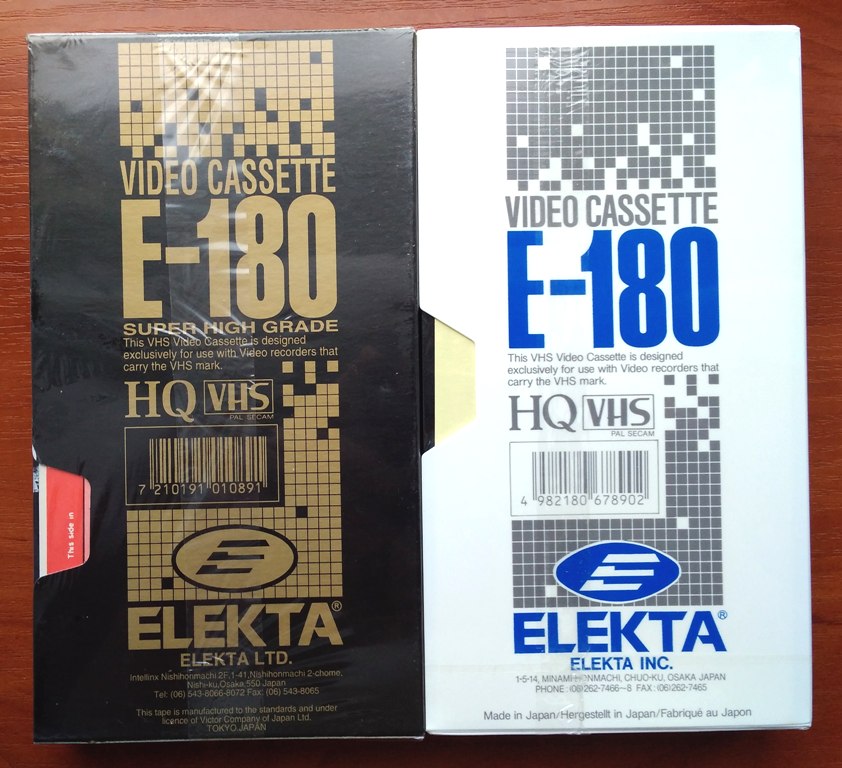 VIDEO CASSETTE
E-180
SUPER HIGH GRADE
This VHS Video Cassette is designed
exclusively for use with Video recorders that
carry the VHS mark.
HQ VHS
PAL SECAM
7 210191 010891
This side in
ELEKTA®
ELEKTA LTD.
Intellinx Nishihonmachi 2F,1-41,Nishihonmachi 2-chome,
Nishi-ku,Osaka,550 Japan
Tel: (06) 543-8066-8072 Fax: (06) 543-8065
This tape is manufactured to the standards and under
licence of Victor Company of Japan Ltd.
TOKYO.JAPAN
VIDEO CASSETTE
E-180
This VHS Video Cassette is designed
exclusively for use with Video recorders that
carry the VHS mark.
HQ VHS
PAL SECAM
4 982180 678902
ELEKTA®
ELEKTA INC.
1-5-14, MINAMIHONMACHI, CHUO-KU, OSAKA JAPAN
PHONE:(06)262-7466~8 FAX:(06)262-7465
Made in Japan/Hergestellt in Japan/Fabriqué au Japon